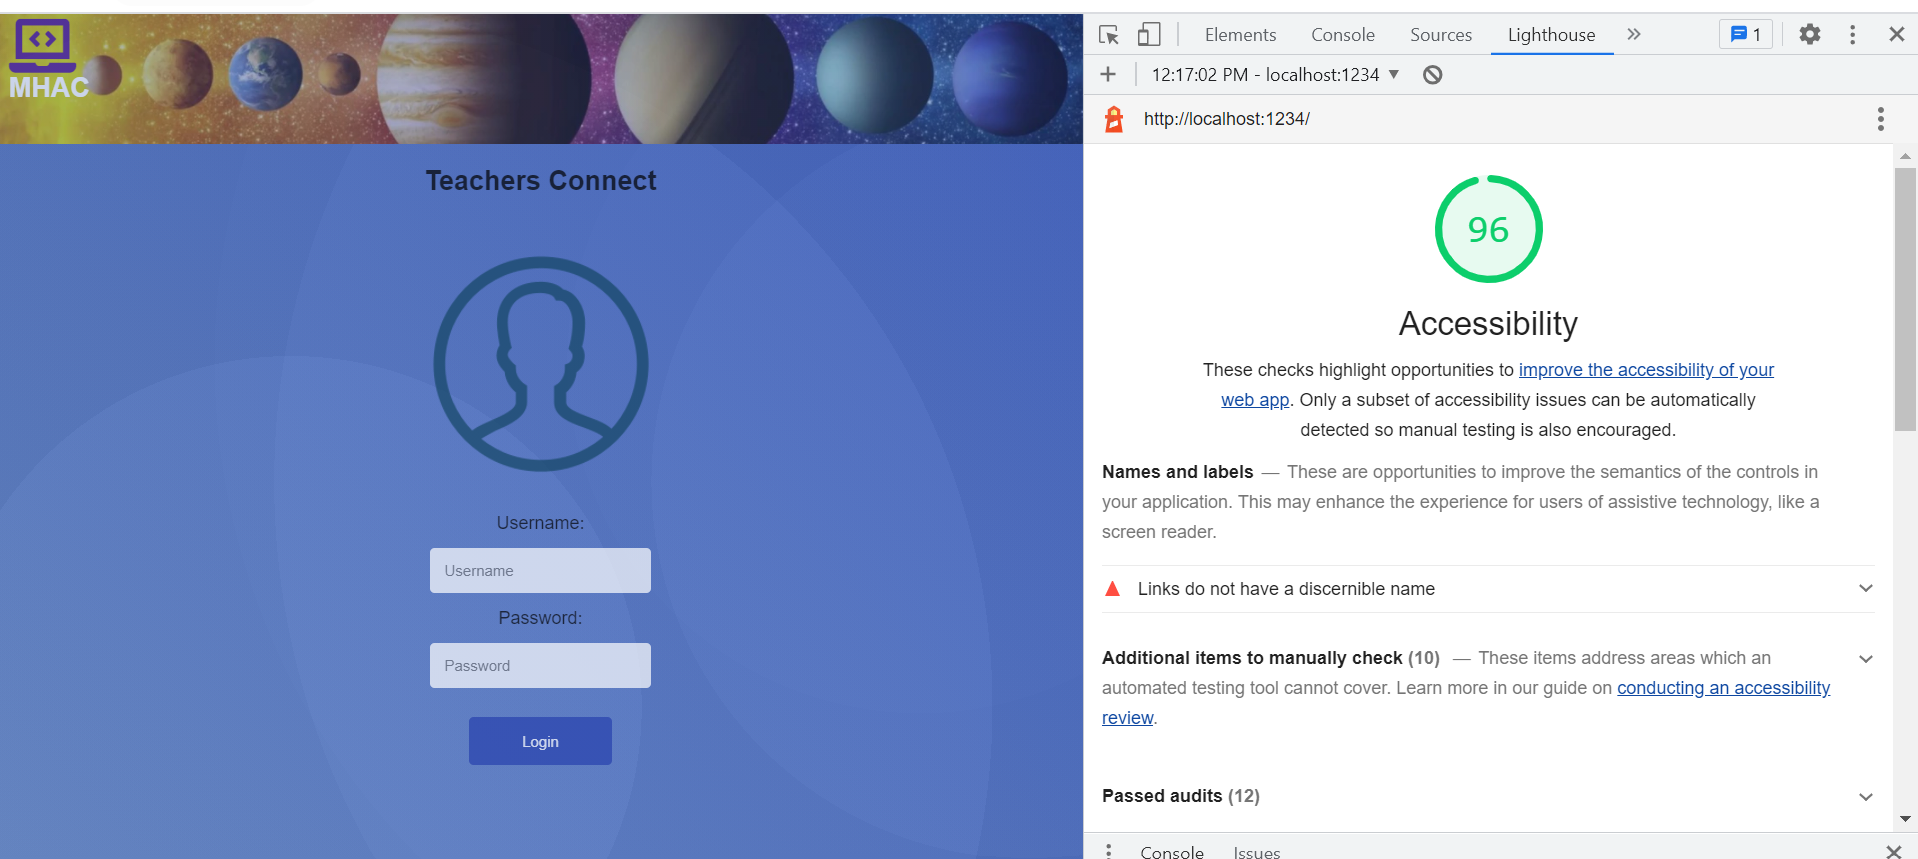 MHAC
Teachers Connect
Username:
Username
Password:
Password
Login
Elements Console Sources Lighthouse 1
12:17:02 PM - localhost:1234
http://localhost:1234/
96
Accessibility
These checks highlight opportunities to improve the accessibility of your
web app. Only a subset of accessibility issues can be automatically
detected so manual testing is also encouraged.
Names and labels — These are opportunities to improve the semantics of the controls in
your application. This may enhance the experience for users of assistive technology, like a
screen reader.
Links do not have a discernible name
Additional items to manually check (10) — These items address areas which an
automated testing tool cannot cover. Learn more in our guide on conducting an accessibility
review.
Passed audits (12)
Console Issues